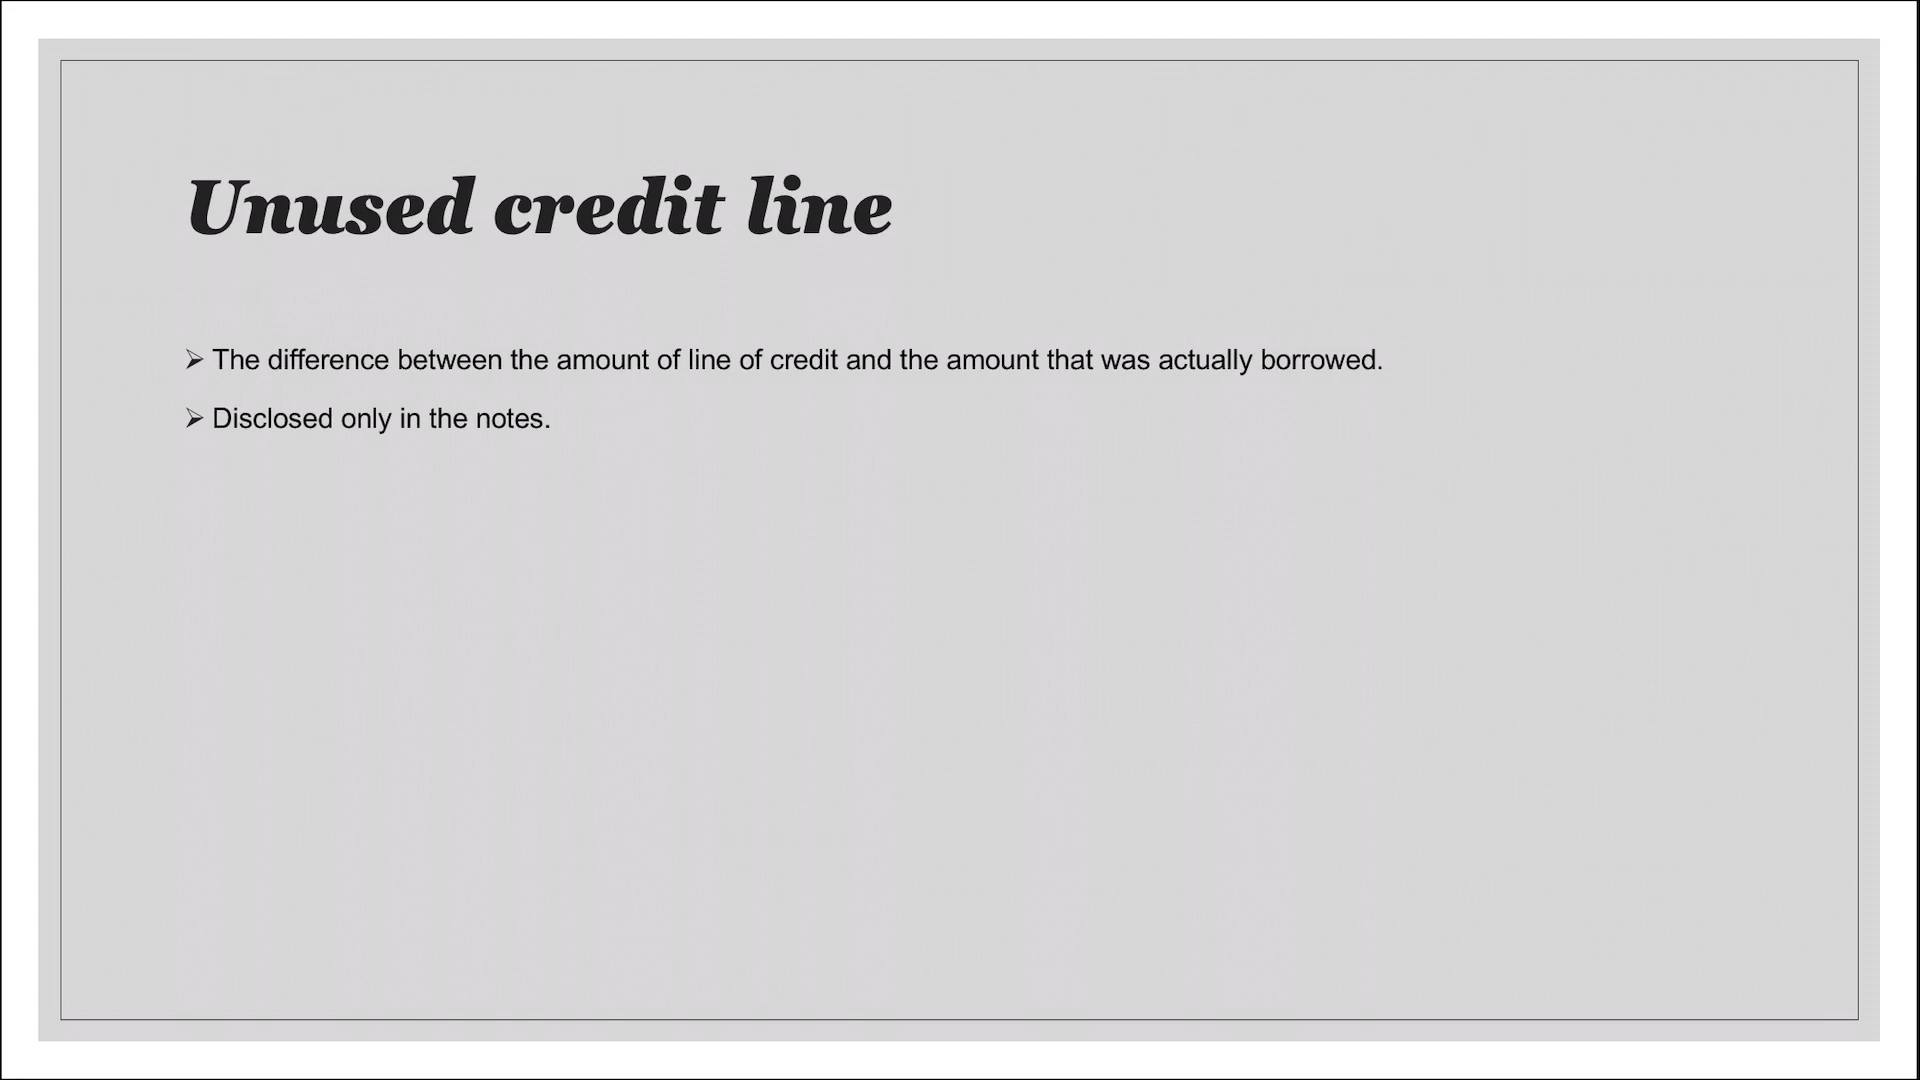 Unused credit line
➢ The difference between the amount of line of credit and the amount that was actually borrowed.
➢ Disclosed only in the notes.